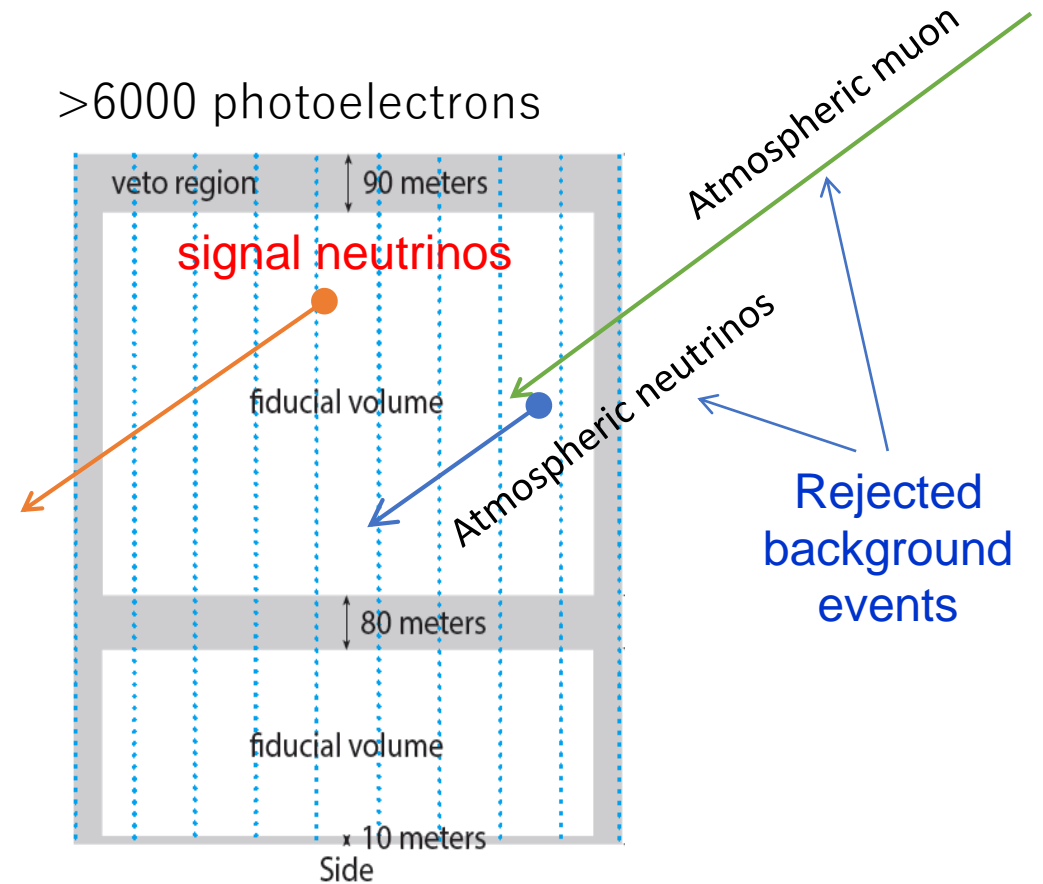 >6000 photoelectrons
Atmospheric muon
veto region
90 meters
signal neutrinos
fiducial volume
Atmospheric neutrinos
Rejected
background
events
80 meters
fiducial volume
10 meters
Side